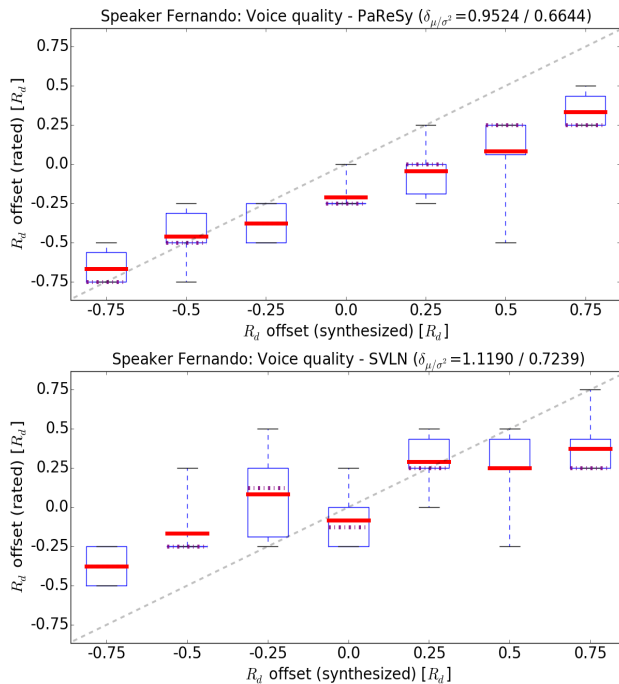 Speaker Fernando: Voice quality - PaReSy (δμ/σ²=0.9524 / 0.6644)
0.75
0.5
0.25
0.0
-0.25
-0.5
-0.75
Rd offset (rated) [Rd]
-0.75 -0.5 -0.25 0.0 0.25 0.5 0.75
Rd offset (synthesized) [Rd]
Speaker Fernando: Voice quality - SVLN (δμ/σ²=1.1190 / 0.7239)
0.75
0.5
0.25
0.0
-0.25
-0.5
-0.75
Rd offset (rated) [Rd]
-0.75 -0.5 -0.25 0.0 0.25 0.5 0.75
Rd offset (synthesized) [Rd]